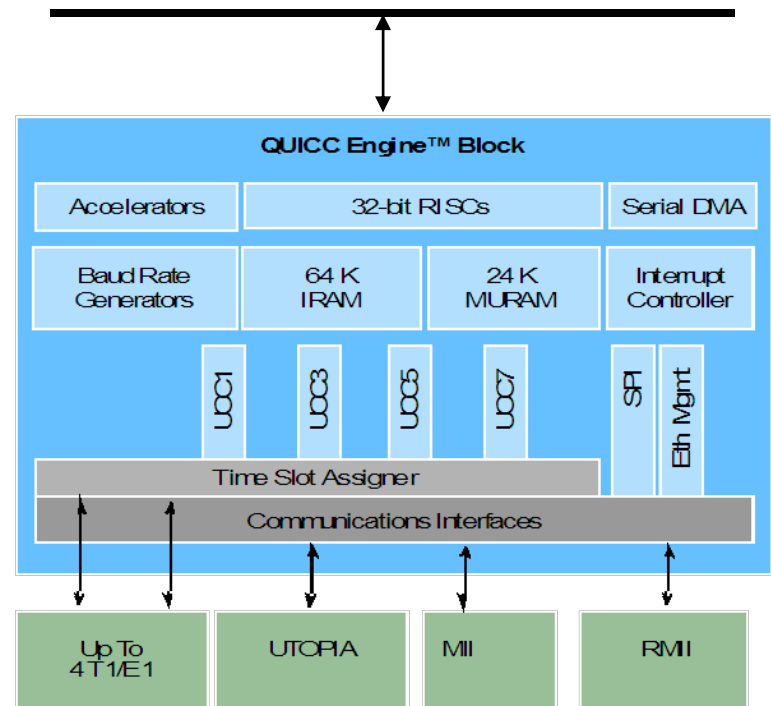 QUICC Engine™ Block
Accelerators
32-bit RISCs
Serial DMA
Baud Rate
Generators
64 K
IRAM
24 K
MURAM
Interrupt
Controller
UCC1
UCC3
UCC5
UCC7
SPI
Eth Mgmt
Time Slot Assigner
Communications Interfaces
Up To
4 T1/E1
UTOPIA
MII
RMII